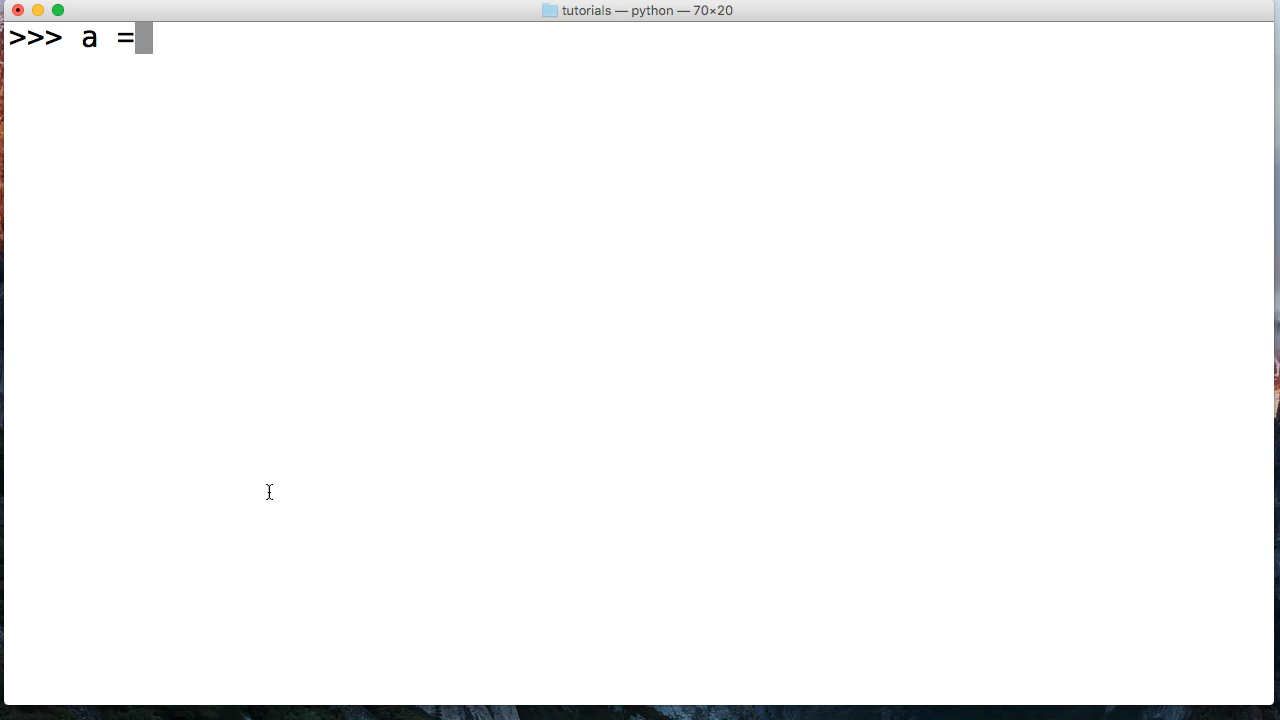 tutorials — python — 70×20
>>> a =